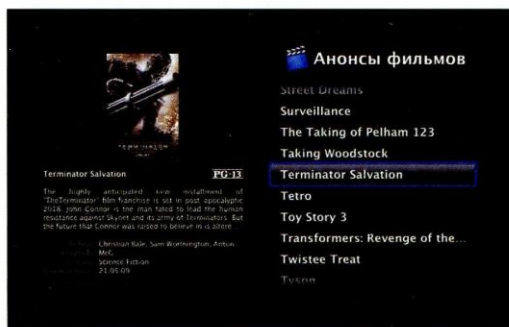 TERMINATOR
Terminator Salvation PG-13
The highly anticipated new installment of
"TheTerminator" film franchise is set in post apocalyptic
2018. John Connor is the man fated to lead the human
resistance against Skynet and its army of Terminators. But
the future that Connor was raised to believe in is altere
Christian Bale, Sam Worthington, Anton
McG
Science Fiction
21.05.09
Анонсы фильмов
Street Dreams
Surveillance
The Taking of Pelham 123
Taking Woodstock
Terminator Salvation
Tetro
Toy Story 3
Transformers: Revenge of the...
Twistee Treat
Tyson